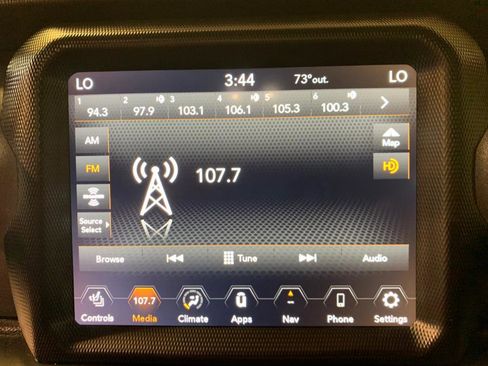 LO 3:44 73°out. LO
1 2 3 4 5 6
94.3 97.9 103.1 106.1 105.3 100.3
AM
Map
FM
HD
107.7
Source
Select
Browse Tune Audio
107.7
Controls Media Climate Apps Nav Phone Settings